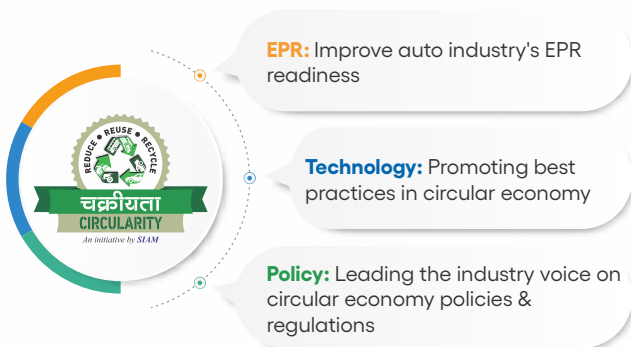 REDUCE • REUSE • RECYCLE
चक्रीयता
CIRCULARITY
An initiative by SIAM
EPR: Improve auto industry's EPR
readiness
Technology: Promoting best
practices in circular economy
Policy: Leading the industry voice on
circular economy policies &
regulations